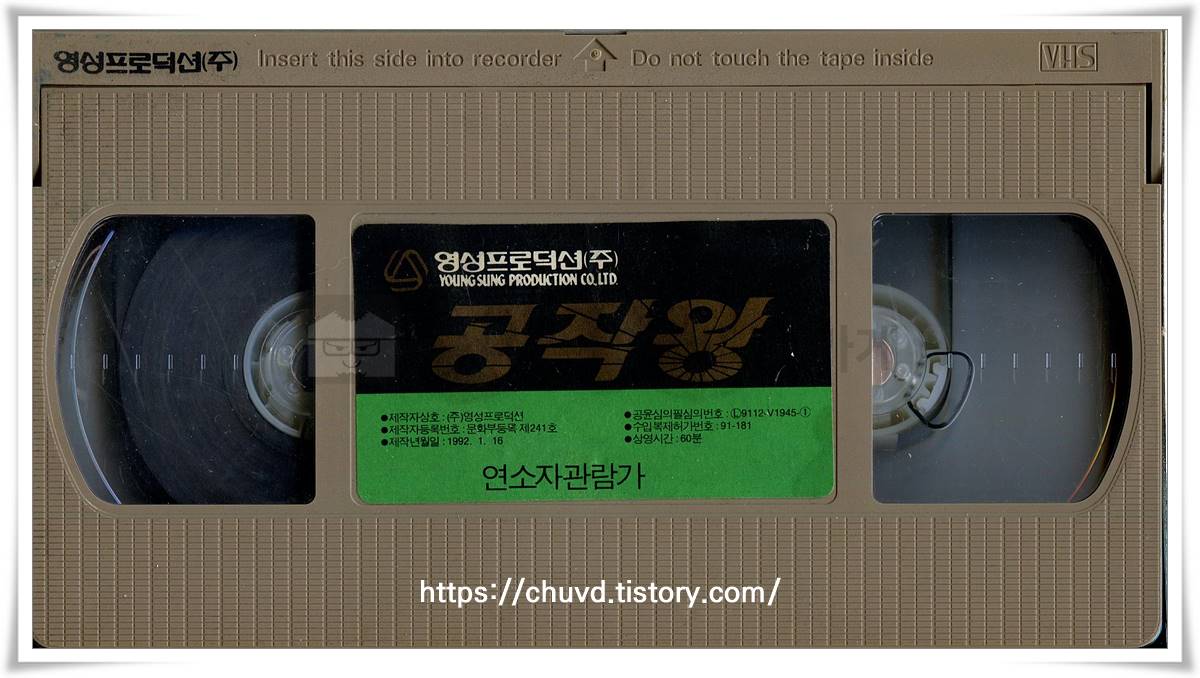 영성프로덕션(주) Insert this side into recorder Do not touch the tape inside VHS
영성프로덕션(주)
YOUNG SUNG PRODUCTION CO.,LTD.
공작왕
●제작자상호 : (주)영성프로덕션
●제작자등록번호 : 문화부등록 제241호
●제작년월일 : 1992. 1. 16
●공윤심의필심의번호 : Ⓛ9112-V1945-①
●수입복제허가번호 : 91-181
●상영시간 : 60분
연소자관람가
https://chuvd.tistory.com/